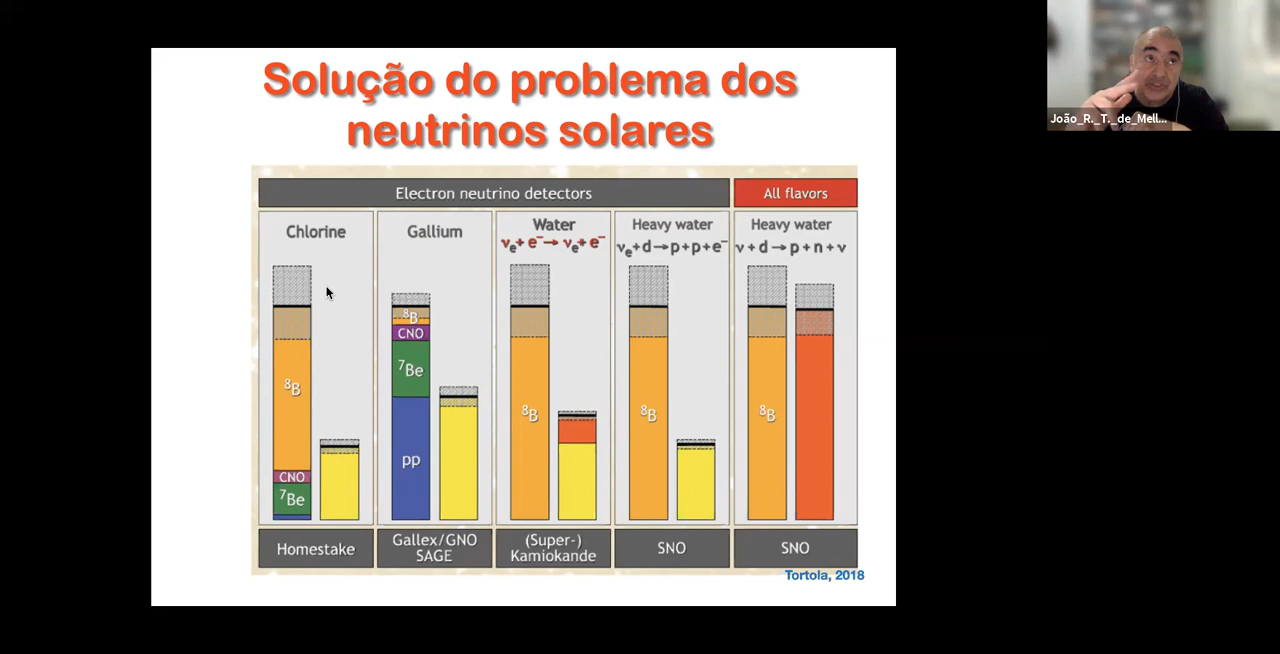 Solução do problema dos
neutrinos solares
Electron neutrino detectors
All flavors
Chlorine
Gallium
Water
νₑ+ e⁻→ νₑ+ e⁻
Heavy water
νₑ+d→p+p+e⁻
Heavy water
ν+d→p+n+ν
⁸B
CNO
⁷Be
⁸B
CNO
⁷Be
pp
⁸B
⁸B
⁸B
Homestake
Gallex/GNO
SAGE
(Super-)
Kamiokande
SNO
SNO
Tortola, 2018
João_R._T._de_Mell...